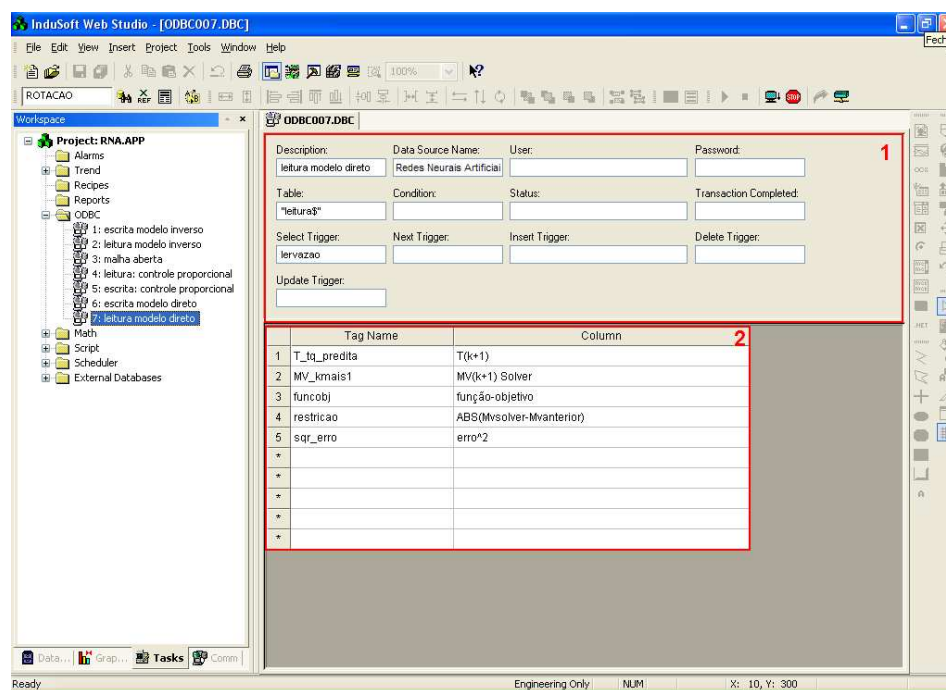 InduSoft Web Studio - [ODBC007.DBC]
File Edit View Insert Project Tools Window Help
Fech
100%
ROTACAO
Workspace
ODBC007.DBC
Project: RNA.APP
Alarms
Trend
Recipes
Reports
ODBC
1: escrita modelo inverso
2: leitura modelo inverso
3: malha aberta
4: leitura: controle proporcional
5: escrita: controle proporcional
6: escrita modelo direto
7: leitura modelo direto
Math
Script
Scheduler
External Databases
1
Description: Data Source Name: User: Password:
leitura modelo direto Redes Neurais Artificiai
Table: Condition: Status: Transaction Completed:
"leitura$"
Select Trigger: Next Trigger: Insert Trigger: Delete Trigger:
lervazao
Update Trigger:
Tag Name Column 2
1 T_tq_predita T(k+1)
2 MV_kmais1 MV(k+1) Solver
3 funcobj função-objetivo
4 restricao ABS(Mvsolver-Mvanterior)
5 sqr_erro erro^2
*
*
*
*
*
Data... Grap... Tasks Comm
Ready Engineering Only NUM X: 10, Y: 300